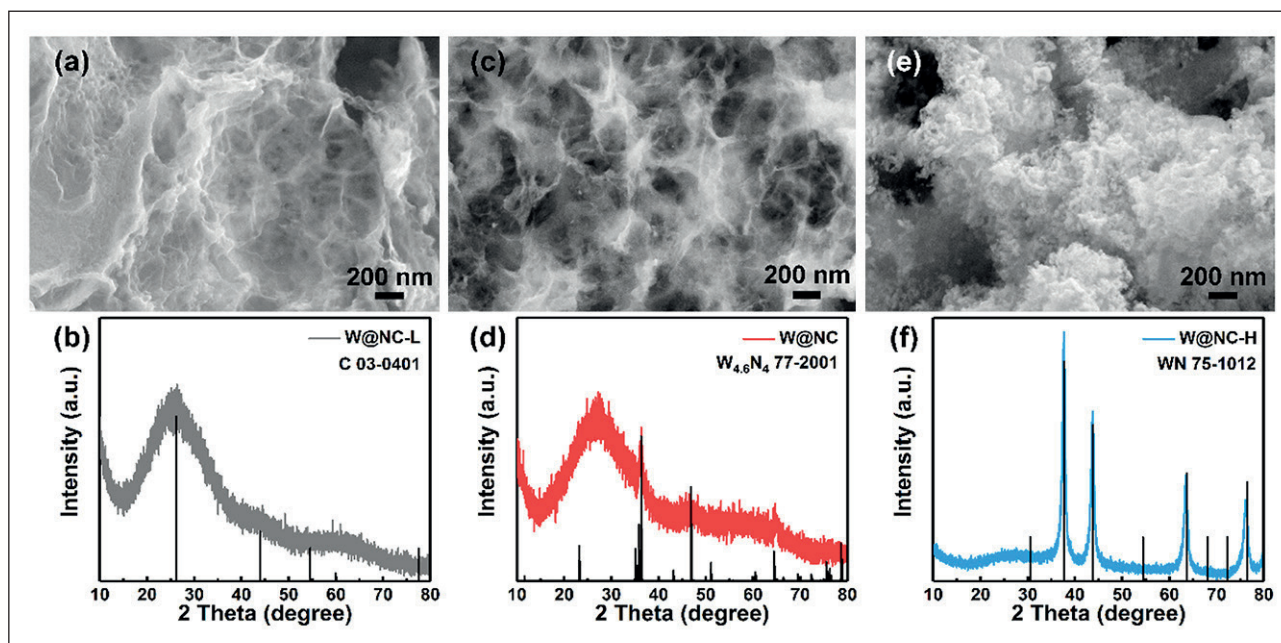 (a)
200 nm
(c)
200 nm
(e)
200 nm
(b)
W@NC-L
C 03-0401
Intensity (a.u.)
10 20 30 40 50 60 70 80
2 Theta (degree)
(d)
W@NC
W4.6N4 77-2001
Intensity (a.u.)
10 20 30 40 50 60 70 80
2 Theta (degree)
(f)
W@NC-H
WN 75-1012
Intensity (a.u.)
10 20 30 40 50 60 70 80
2 Theta (degree)